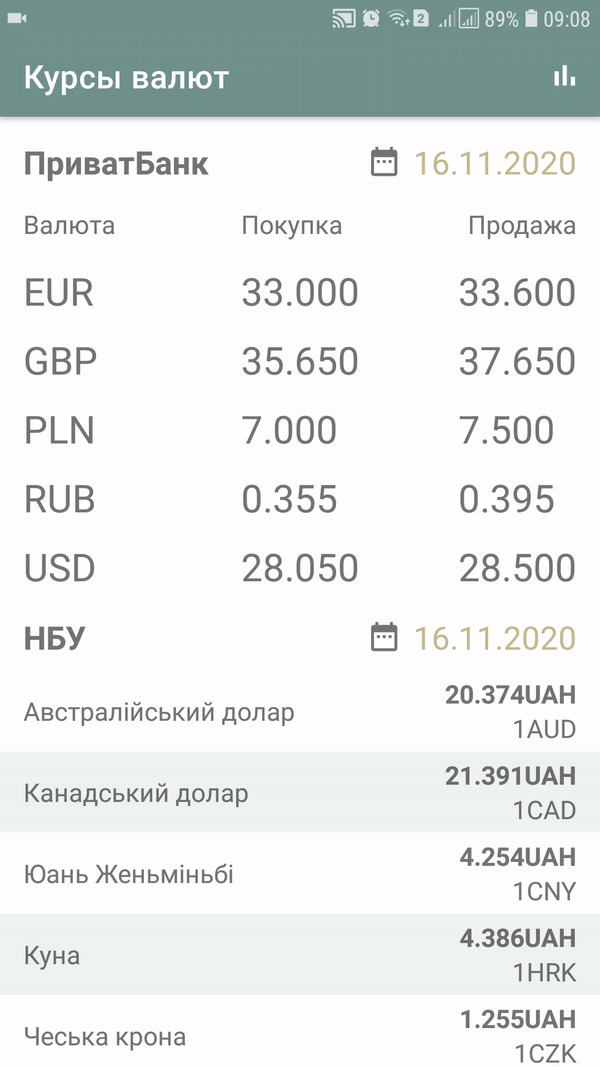 2 89% 09:08
Курсы валют
ПриватБанк 16.11.2020
Валюта Покупка Продажа
EUR 33.000 33.600
GBP 35.650 37.650
PLN 7.000 7.500
RUB 0.355 0.395
USD 28.050 28.500
НБУ 16.11.2020
Австралійський долар 20.374UAH
1AUD
Канадський долар 21.391UAH
1CAD
Юань Женьміньбі 4.254UAH
1CNY
Куна 4.386UAH
1HRK
Чеська крона 1.255UAH
1CZK